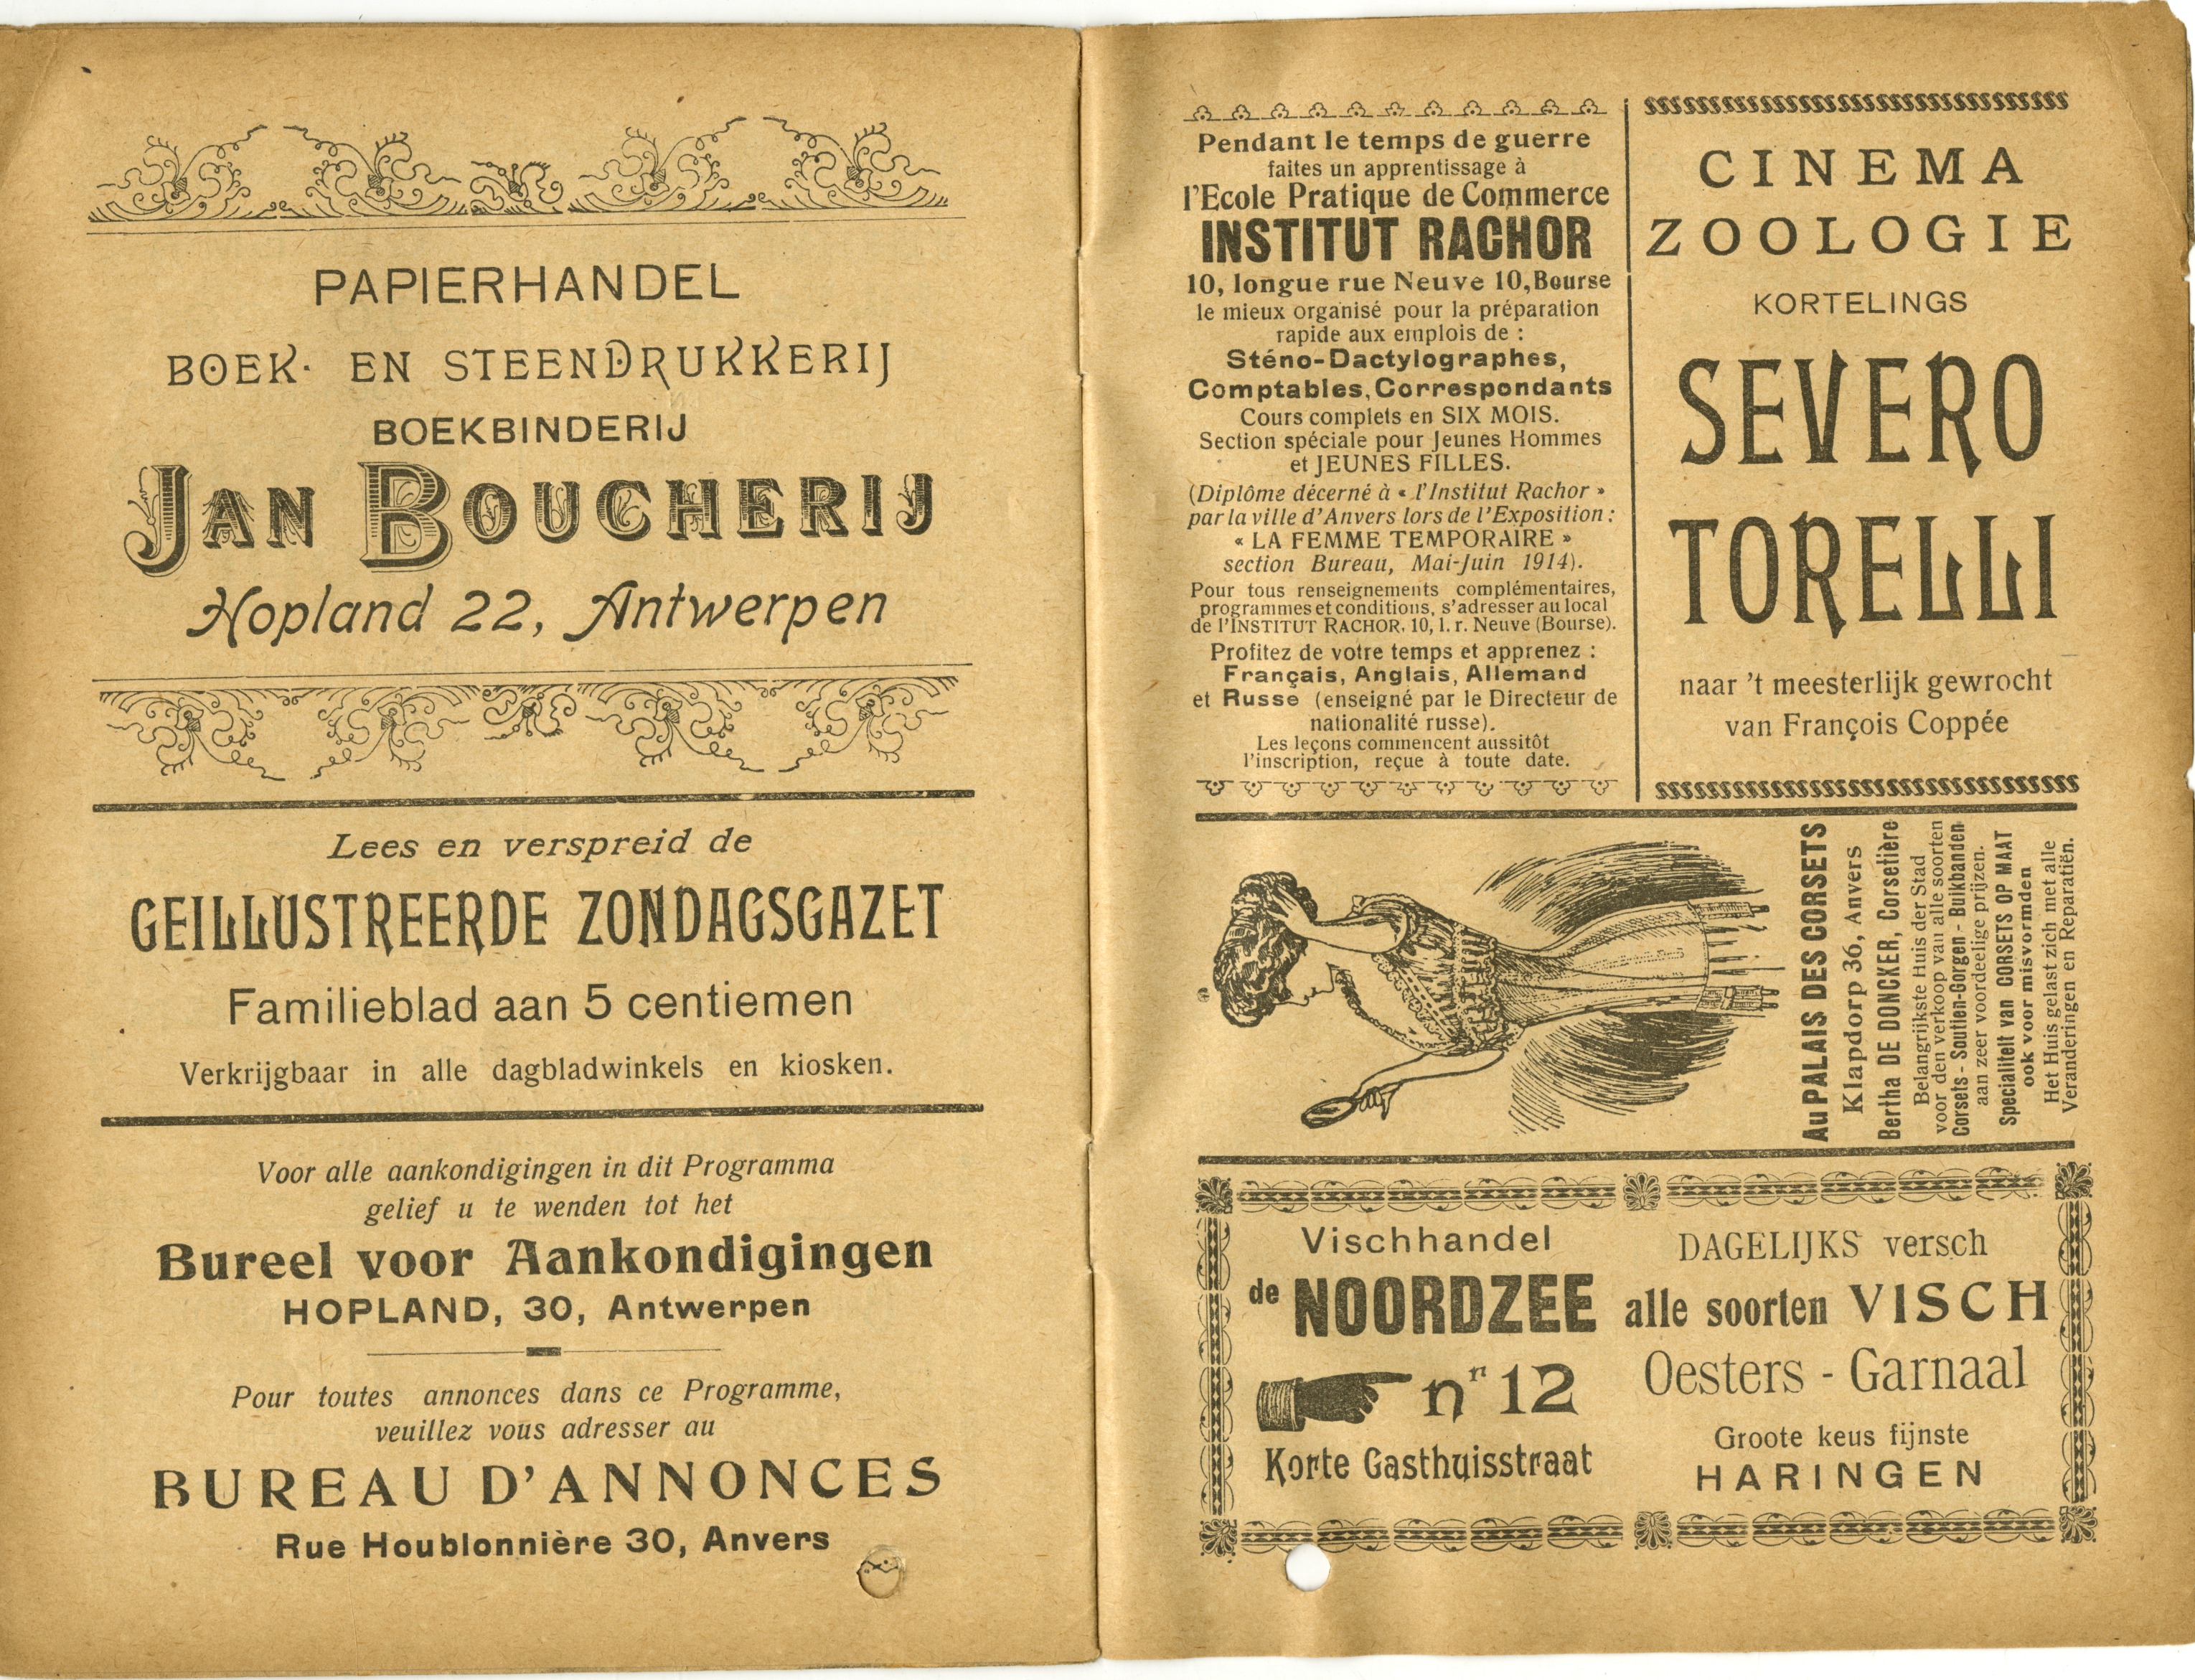 PAPIERHANDEL
BOEK- EN STEENDRUKKERIJ
BOEKBINDERIJ
JAN BOUCHERIJ
Hopland 22, Antwerpen
Lees en verspreid de
GEILLUSTREERDE ZONDAGSGAZET
Familieblad aan 5 centiemen
Verkrijgbaar in alle dagbladwinkels en kiosken.
Voor alle aankondigingen in dit Programma
gelief u te wenden tot het
Bureel voor Aankondigingen
HOPLAND, 30, Antwerpen
Pour toutes annonces dans ce Programme,
veuillez vous adresser au
BUREAU D'ANNONCES
Rue Houblonnière 30, Anvers
Pendant le temps de guerre
faites un apprentissage à
l'Ecole Pratique de Commerce
INSTITUT RACHOR
10, longue rue Neuve 10, Bourse
le mieux organisé pour la préparation
rapide aux emplois de :
Sténo-Dactylographes,
Comptables, Correspondants
Cours complets en SIX MOIS.
Section spéciale pour Jeunes Hommes
et JEUNES FILLES.
(Diplôme décerné à « l'Institut Rachor »
par la ville d'Anvers lors de l'Exposition :
« LA FEMME TEMPORAIRE »
section Bureau, Mai-Juin 1914).
Pour tous renseignements complémentaires,
programmes et conditions, s'adresser au local
de l'INSTITUT RACHOR, 10, l. r. Neuve (Bourse).
Profitez de votre temps et apprenez :
Français, Anglais, Allemand
et Russe (enseigné par le Directeur de
nationalité russe).
Les leçons commencent aussitôt
l'inscription, reçue à toute date.
CINEMA
ZOOLOGIE
KORTELINGS
SEVERO
TORELLI
naar 't meesterlijk gewrocht
van François Coppée
Au PALAIS DES CORSETS
Klapdorp 36, Anvers
Bertha DE DONCKER, Corsetière
Belangrijkste Huis der Stad
voor den verkoop van alle soorten
Corsets - Soutien-Gorgen - Buikbanden
aan zeer voordeelige prijzen.
Specialiteit van CORSETS OP MAAT
ook voor misvormden
Het Huis gelast zich met alle
Veranderingen en Reparatiën.
Vischhandel
de NOORDZEE
nr 12
Korte Gasthuisstraat
DAGELIJKS versch
alle soorten VISCH
Oesters - Garnaal
Groote keus fijnste
HARINGEN